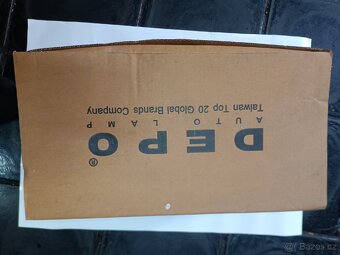 DEPO®
AUTO LAMP
Taiwan Top 20 Global Brands Company
© Bazos.cz